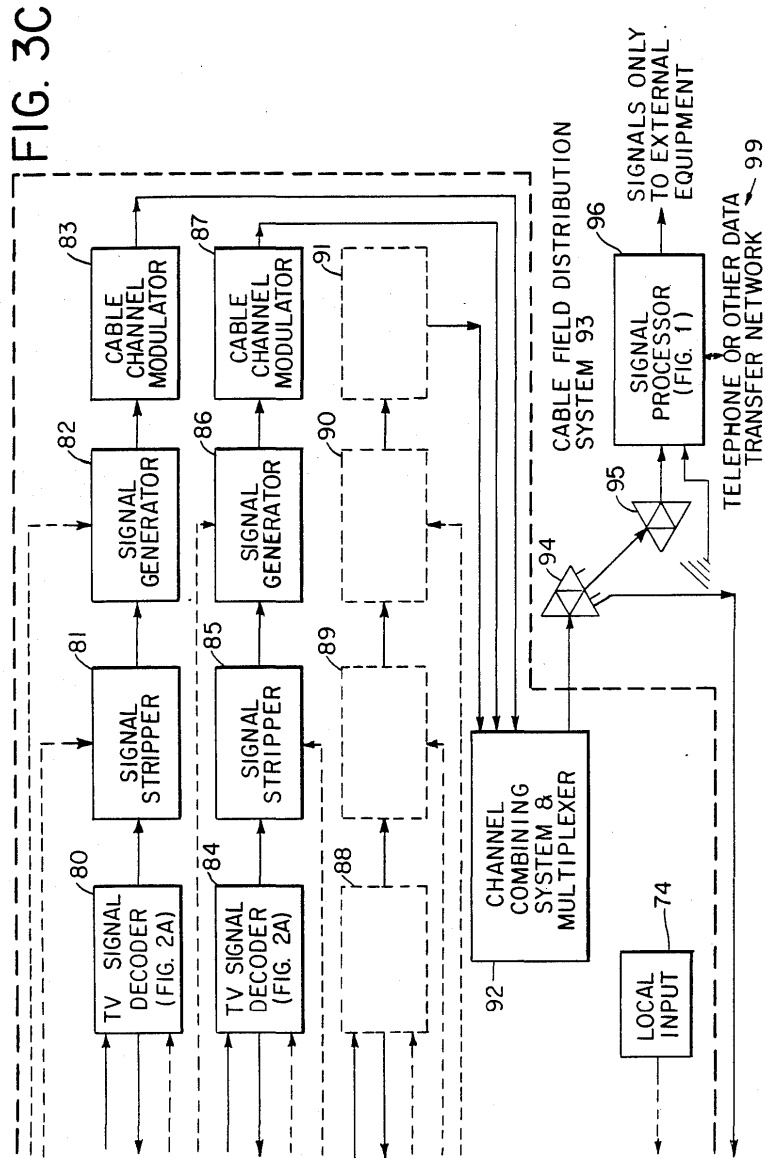 FIG. 3C
80
TV SIGNAL
DECODER
(FIG. 2A)
81
SIGNAL
STRIPPER
82
SIGNAL
GENERATOR
83
CABLE
CHANNEL
MODULATOR
84
TV SIGNAL
DECODER
(FIG. 2A)
85
SIGNAL
STRIPPER
86
SIGNAL
GENERATOR
87
CABLE
CHANNEL
MODULATOR
88
89
90
91
92
CHANNEL
COMBINING
SYSTEM &
MULTIPLEXER
CABLE FIELD DISTRIBUTION
SYSTEM 93
94
95
96
SIGNAL
PROCESSOR
(FIG. 1)
SIGNALS ONLY
TO EXTERNAL
EQUIPMENT
TELEPHONE OR OTHER DATA
TRANSFER NETWORK
99
74
LOCAL
INPUT